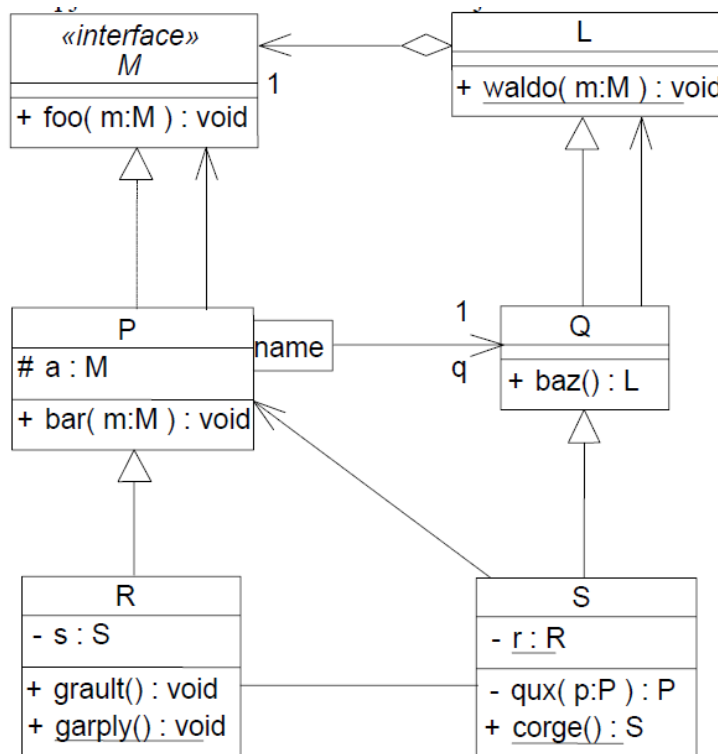 «interface»
M
+ foo( m:M ) : void
1
L
+ waldo( m:M ) : void
P
# a : M
+ bar( m:M ) : void
name
1
q
Q
+ baz() : L
R
- s : S
+ grault() : void
+ garply() : void
S
- r : R
- qux( p:P ) : P
+ corge() : S